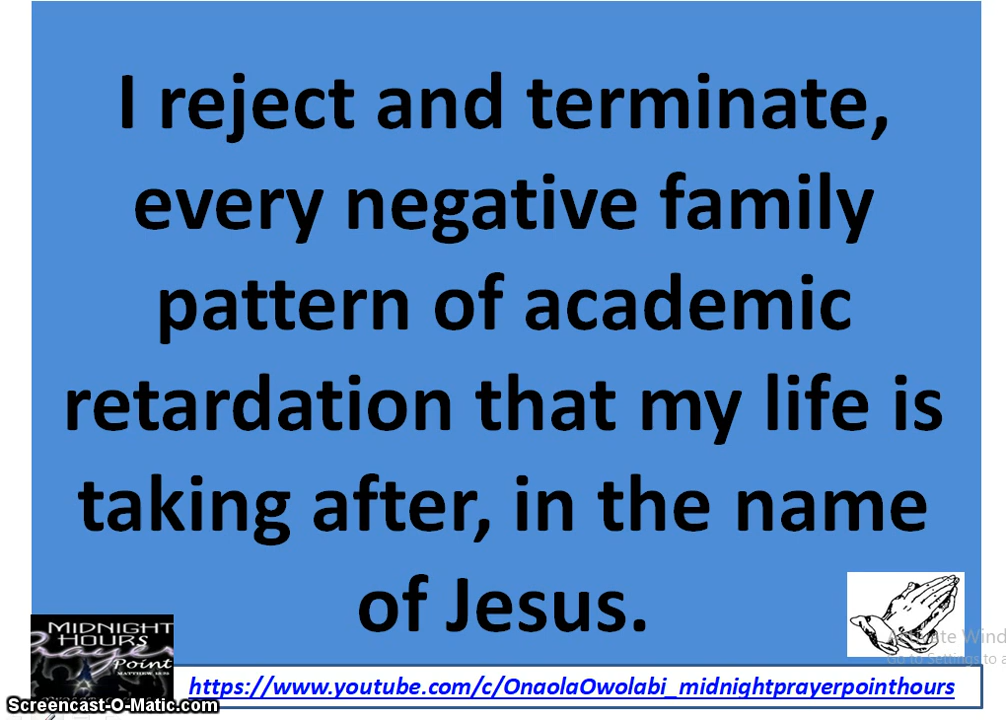 I reject and terminate,
every negative family
pattern of academic
retardation that my life is
taking after, in the name
of Jesus.
MIDNIGHT
HOURS
Praye
Point
https://www.youtube.com/c/OnaolaOwolabi_midnightprayerpointhours
Screencast-O-Matic.com